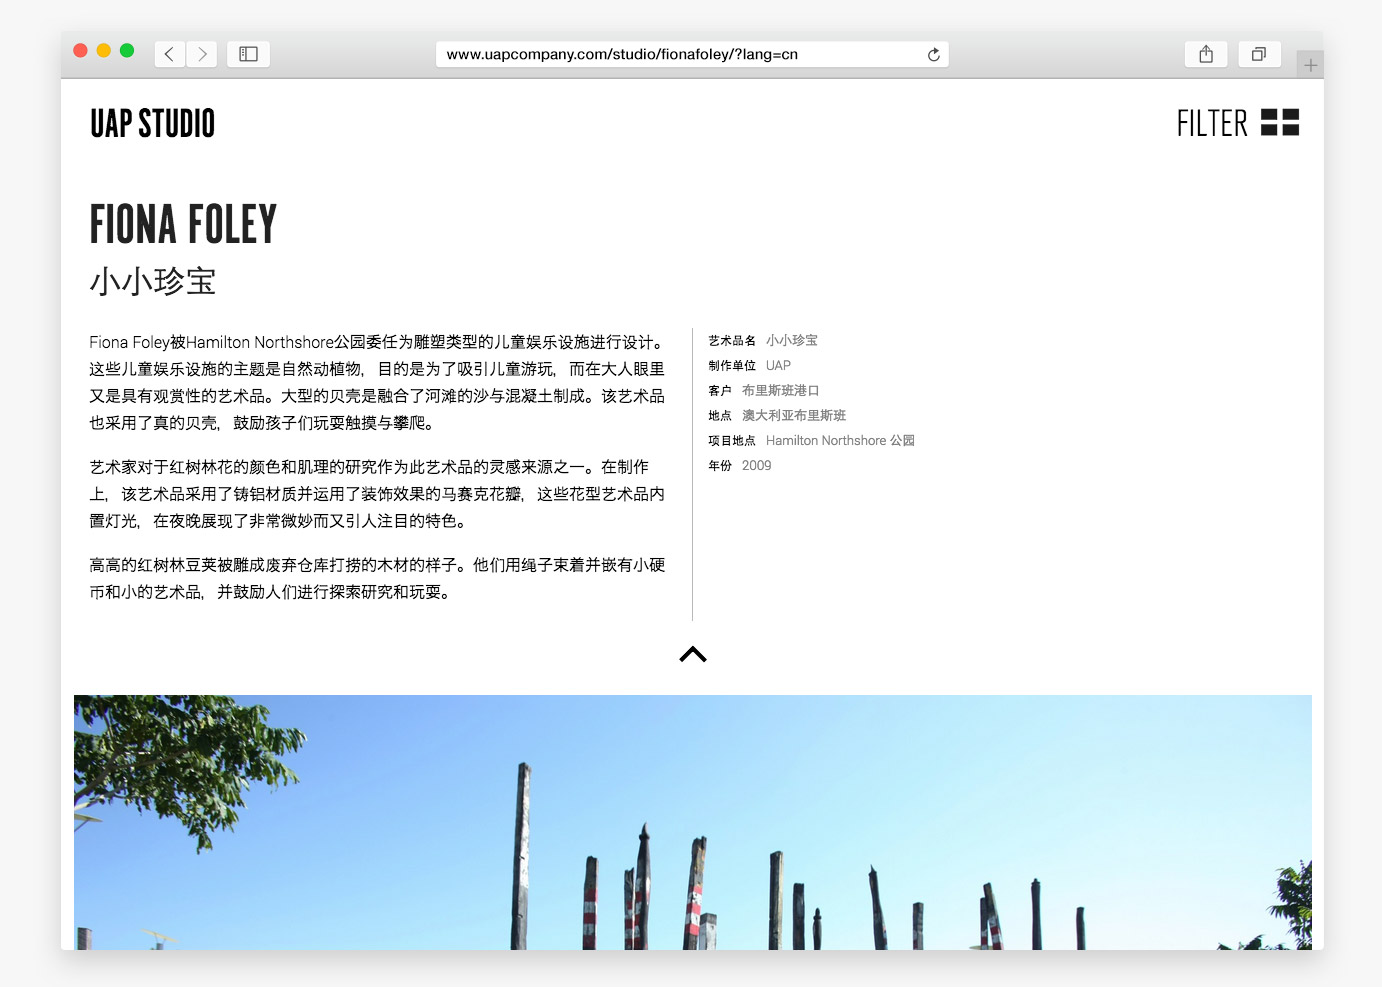 www.uapcompany.com/studio/fionafoley/?lang=cn
UAP STUDIO
FILTER
FIONA FOLEY
小小珍宝
Fiona Foley被Hamilton Northshore公园委任为雕塑类型的儿童娱乐设施进行设计。
这些儿童娱乐设施的主题是自然动植物，目的是为了吸引儿童游玩，而在大人眼里
又是具有观赏性的艺术品。大型的贝壳是融合了河滩的沙与混凝土制成。该艺术品
也采用了真的贝壳，鼓励孩子们玩耍触摸与攀爬。
艺术家对于红树林花的颜色和肌理的研究作为此艺术品的灵感来源之一。在制作
上，该艺术品采用了铸铝材质并运用了装饰效果的马赛克花瓣，这些花型艺术品内
置灯光，在夜晚展现了非常微妙而又引人注目的特色。
高高的红树林豆荚被雕成废弃仓库打捞的木材的样子。他们用绳子束着并嵌有小硬
币和小的艺术品，并鼓励人们进行探索研究和玩耍。
艺术品名 小小珍宝
制作单位 UAP
客户 布里斯班港口
地点 澳大利亚布里斯班
项目地点 Hamilton Northshore 公园
年份 2009